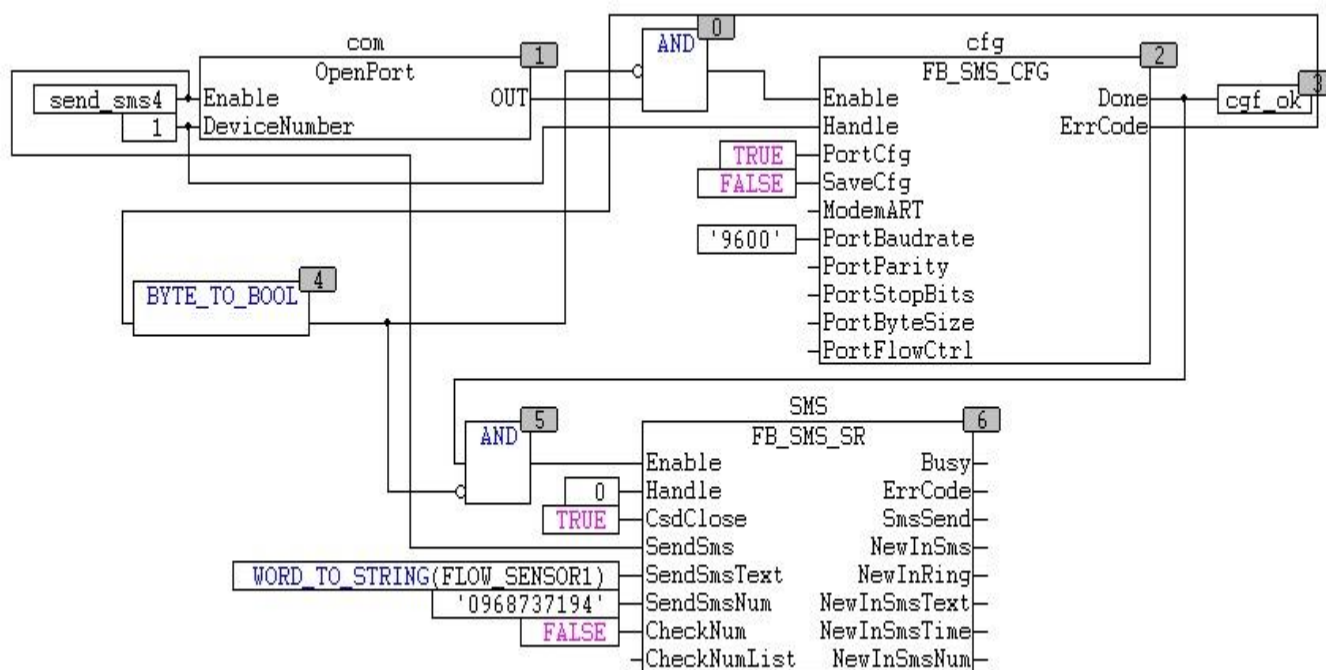 com
1
OpenPort
send_sms4
Enable
OUT
1
DeviceNumber
0
AND
cfg
2
FB_SMS_CFG
Enable
Done
3
cgf_ok
Handle
ErrCode
TRUE
PortCfg
FALSE
SaveCfg
ModemART
'9600'
PortBaudrate
PortParity
PortStopBits
PortByteSize
PortFlowCtrl
4
BYTE_TO_BOOL
5
AND
SMS
6
FB_SMS_SR
Enable
Busy
0
Handle
ErrCode
TRUE
CsdClose
SmsSend
SendSms
NewInSms
WORD_TO_STRING(FLOW_SENSOR1)
SendSmsText
NewInRing
'0968737194'
SendSmsNum
NewInSmsText
FALSE
CheckNum
NewInSmsTime
CheckNumList
NewInSmsNum